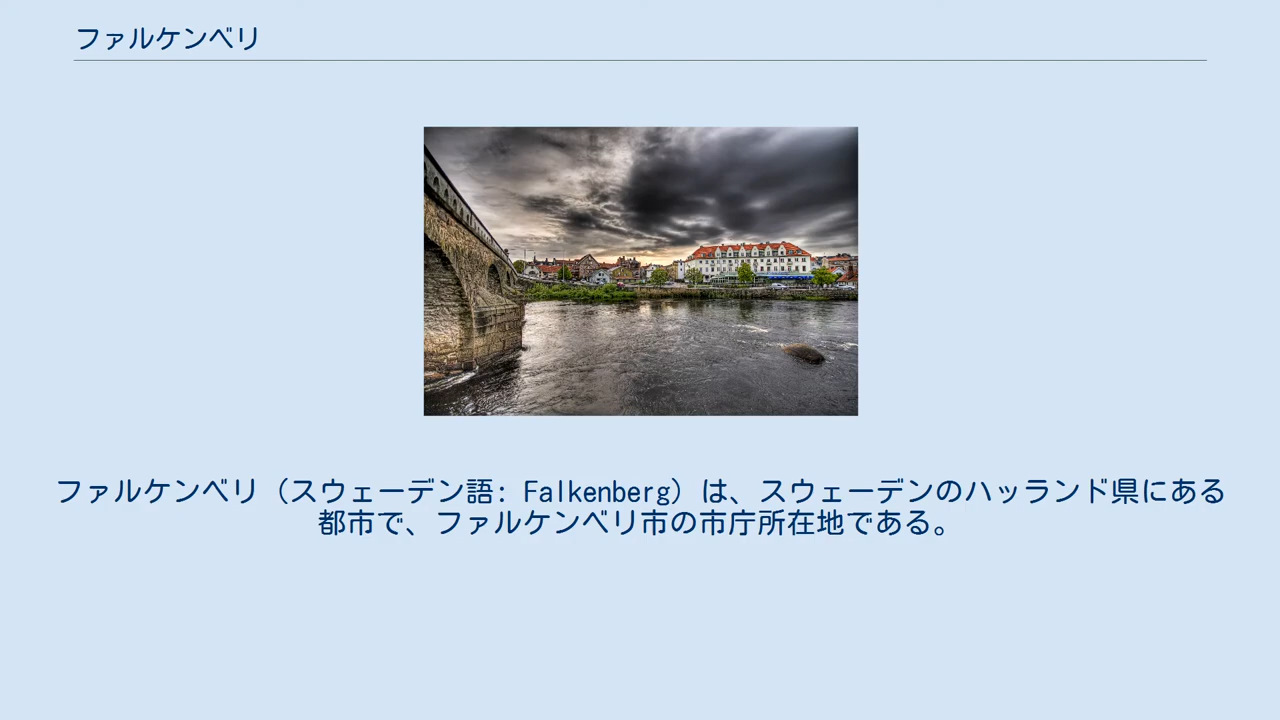 ファルケンベリ
ファルケンベリ（スウェーデン語: Falkenberg）は、スウェーデンのハッランド県にある
都市で、ファルケンベリ市の市庁所在地である。